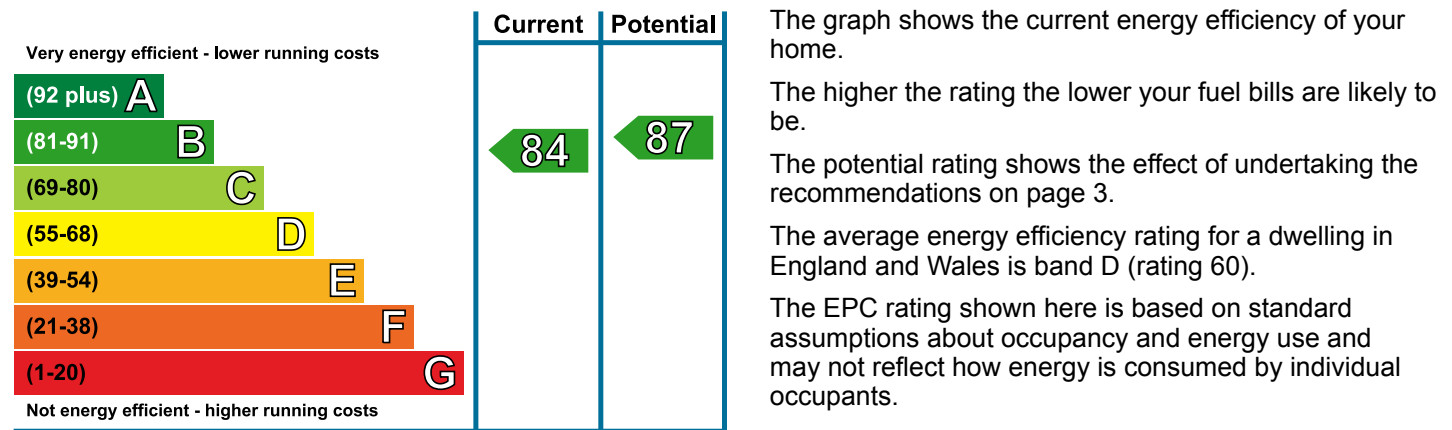 Current Potential
Very energy efficient - lower running costs
(92 plus) A
(81-91) B
84
87
(69-80) C
(55-68) D
(39-54) E
(21-38) F
(1-20) G
Not energy efficient - higher running costs
The graph shows the current energy efficiency of your
home.
The higher the rating the lower your fuel bills are likely to
be.
The potential rating shows the effect of undertaking the
recommendations on page 3.
The average energy efficiency rating for a dwelling in
England and Wales is band D (rating 60).
The EPC rating shown here is based on standard
assumptions about occupancy and energy use and
may not reflect how energy is consumed by individual
occupants.